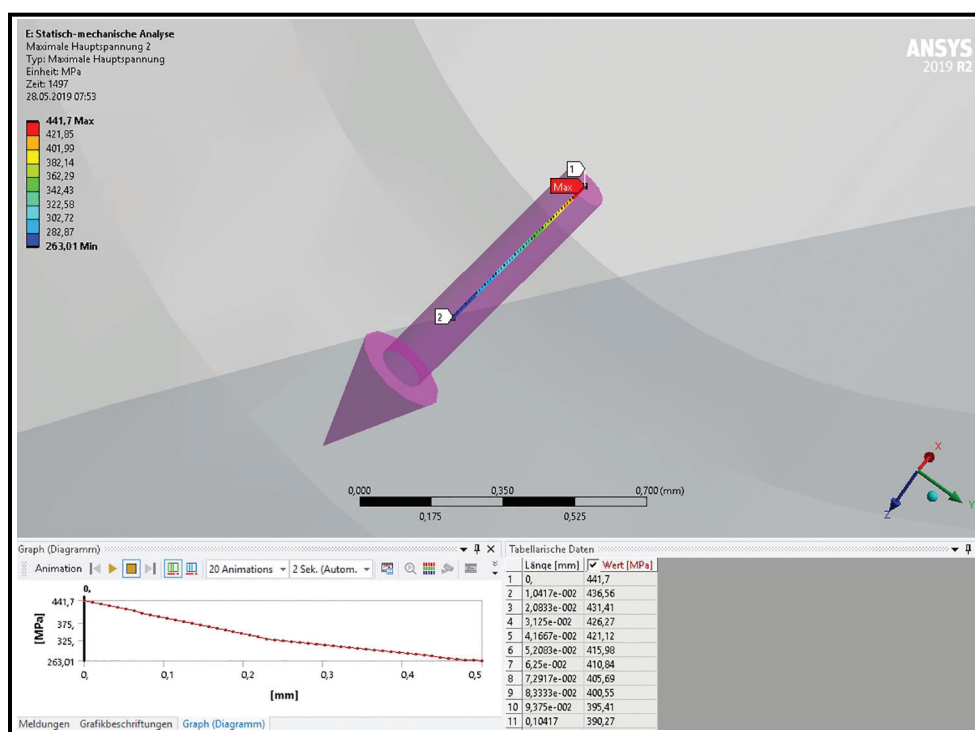 E: Statisch-mechanische Analyse
Maximale Hauptspannung 2
Typ: Maximale Hauptspannung
Einheit: MPa
Zeit: 1497
28.05.2019 07:53
ANSYS
2019 R2
441,7 Max
421,85
401,99
382,14
362,29
342,43
322,58
302,72
282,87
263,01 Min
1
Max
2
0,000 0,350 0,700 (mm)
0,175 0,525
X
Y
Z
Graph (Diagramm)
Animation 20 Animations 2 Sek. (Autom.
0,
441,7
375,
325,
263,01
[MPa]
0, 0,1 0,2 0,3 0,4 0,5
[mm]
Meldungen Grafikbeschriftungen Graph (Diagramm)
Tabellarische Daten
Länge [mm] Wert [MPa]
1 0, 441,7
2 1,0417e-002 436,56
3 2,0833e-002 431,41
4 3,125e-002 426,27
5 4,1667e-002 421,12
6 5,2083e-002 415,98
7 6,25e-002 410,84
8 7,2917e-002 405,69
9 8,3333e-002 400,55
10 9,375e-002 395,41
11 0,10417 390,27